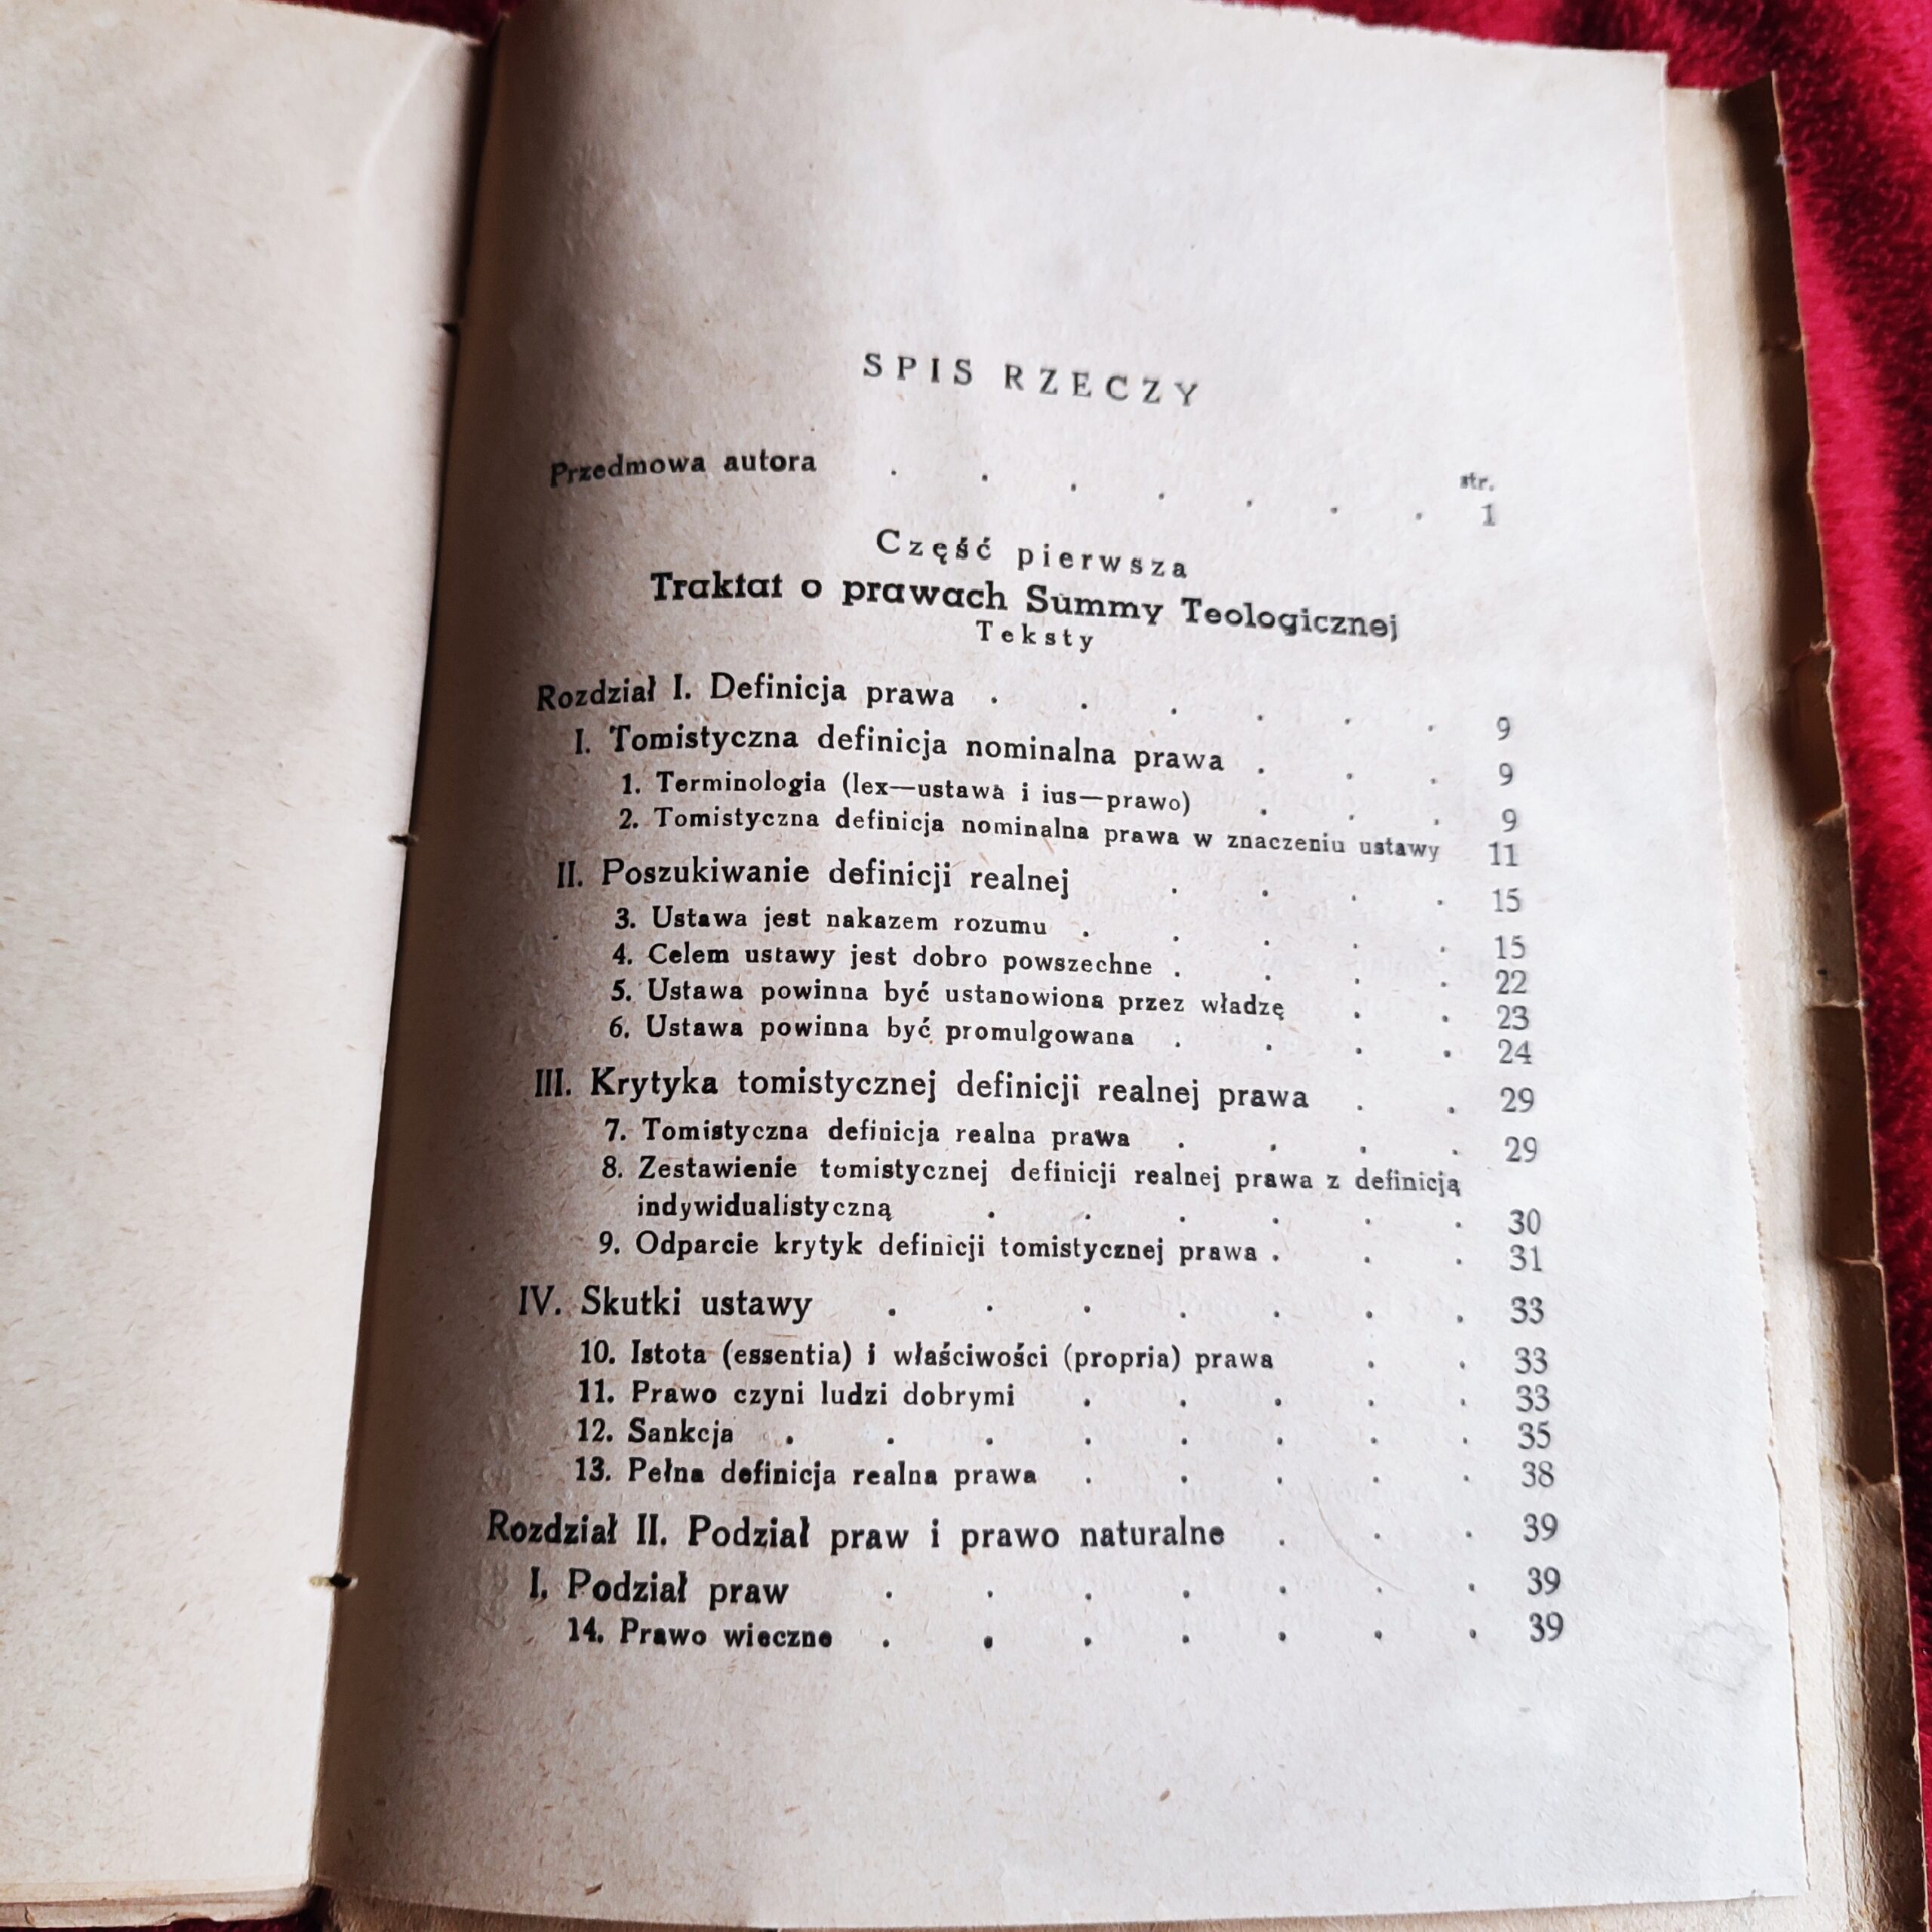 SPIS RZECZY
str.
Przedmowa autora . . . . . . . 1
Część pierwsza
Traktat o prawach Summy Teologicznej
Teksty
Rozdział I. Definicja prawa . . . . . . 9
I. Tomistyczna definicja nominalna prawa . . . 9
1. Terminologia (lex—ustawa i ius—prawo) . . . 9
2. Tomistyczna definicja nominalna prawa w znaczeniu ustawy 11
II. Poszukiwanie definicji realnej . . . . 15
3. Ustawa jest nakazem rozumu . . . . . 15
4. Celem ustawy jest dobro powszechne . . . . 22
5. Ustawa powinna być ustanowiona przez władzę . . 23
6. Ustawa powinna być promulgowana . . . . 24
III. Krytyka tomistycznej definicji realnej prawa . . 29
7. Tomistyczna definicja realna prawa . . . . 29
8. Zestawienie tomistycznej definicji realnej prawa z definicją
indywidualistyczną . . . . . . 30
9. Odparcie krytyk definicji tomistycznej prawa . . . 31
IV. Skutki ustawy . . . . . . . 33
10. Istota (essentia) i właściwości (propria) prawa . . 33
11. Prawo czyni ludzi dobrymi . . . . . 33
12. Sankcja . . . . . . . . 35
13. Pełna definicja realna prawa . . . . . 38
Rozdział II. Podział praw i prawo naturalne . . . 39
I. Podział praw . . . . . . . 39
14. Prawo wieczne . . . . . . . 39